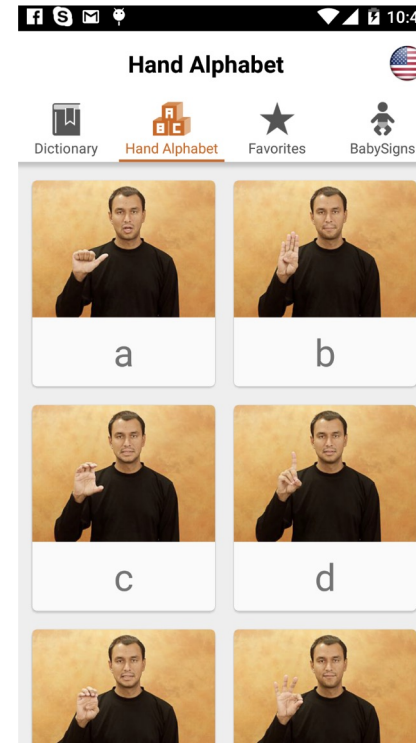 10:4
Hand Alphabet
Dictionary Hand Alphabet Favorites BabySigns
a b
c d